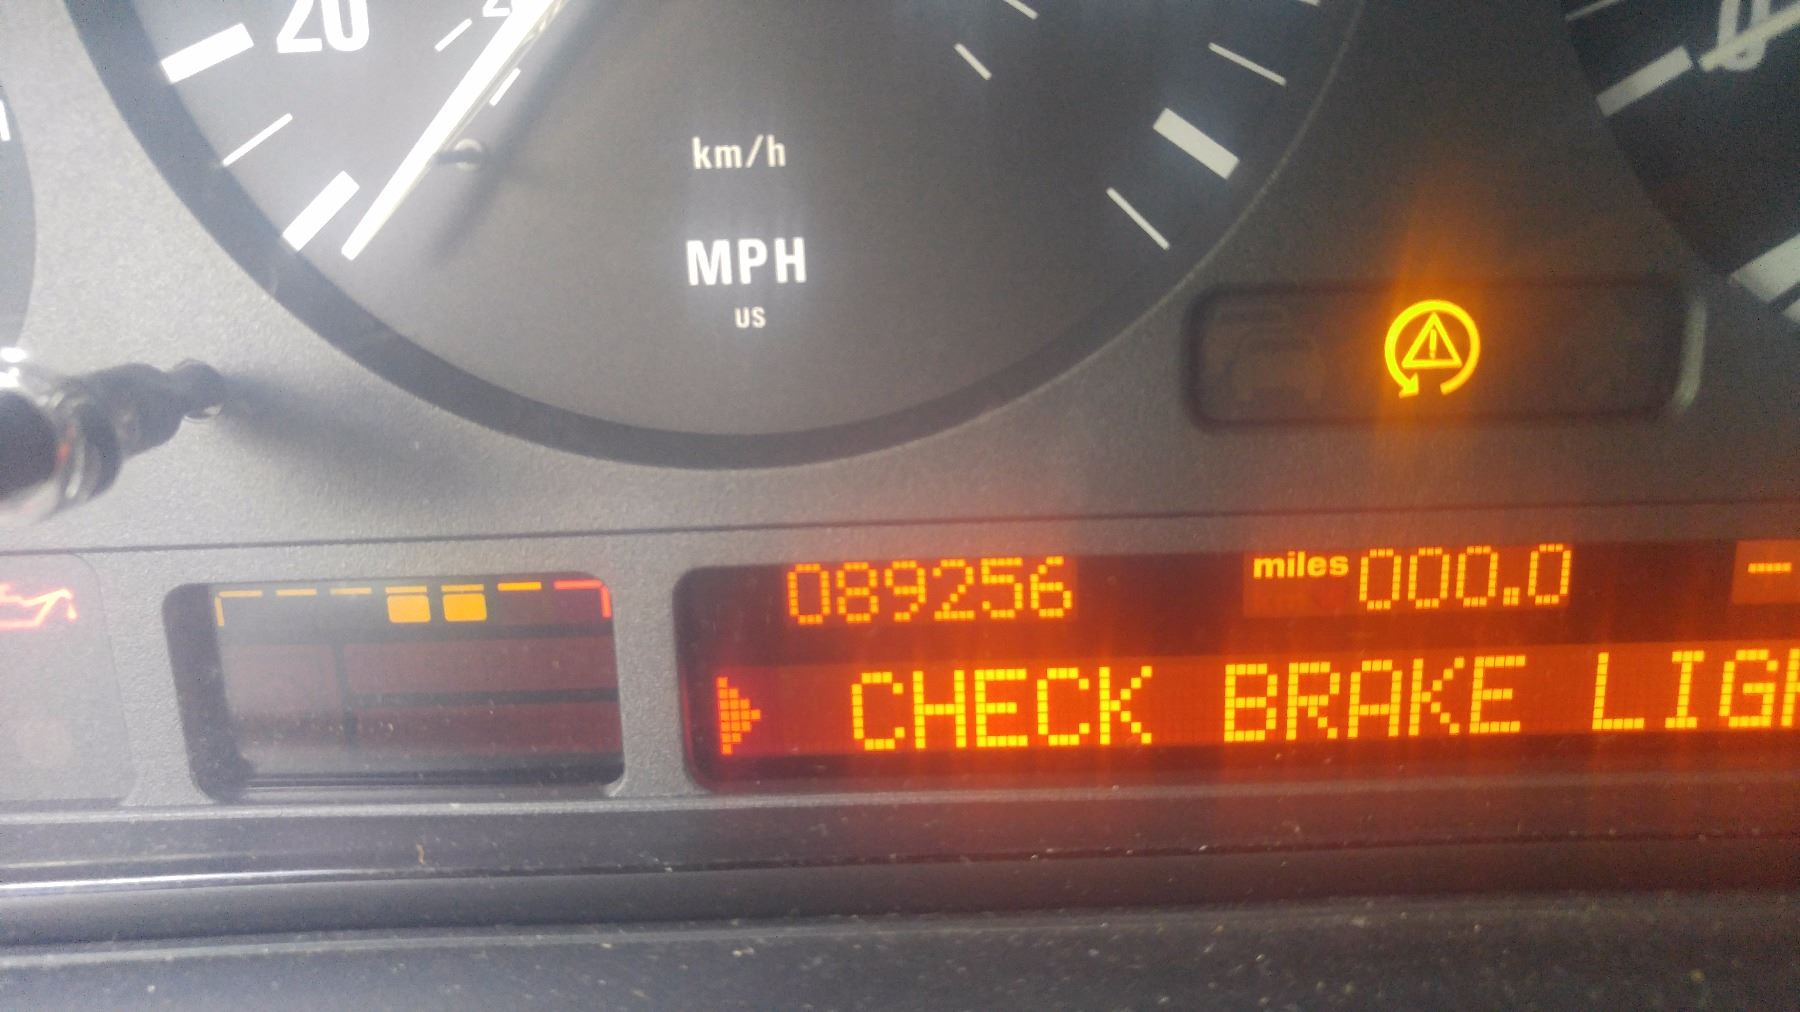 20
km/h
MPH
US
089256 miles 000.0 -
CHECK BRAKE LIGH